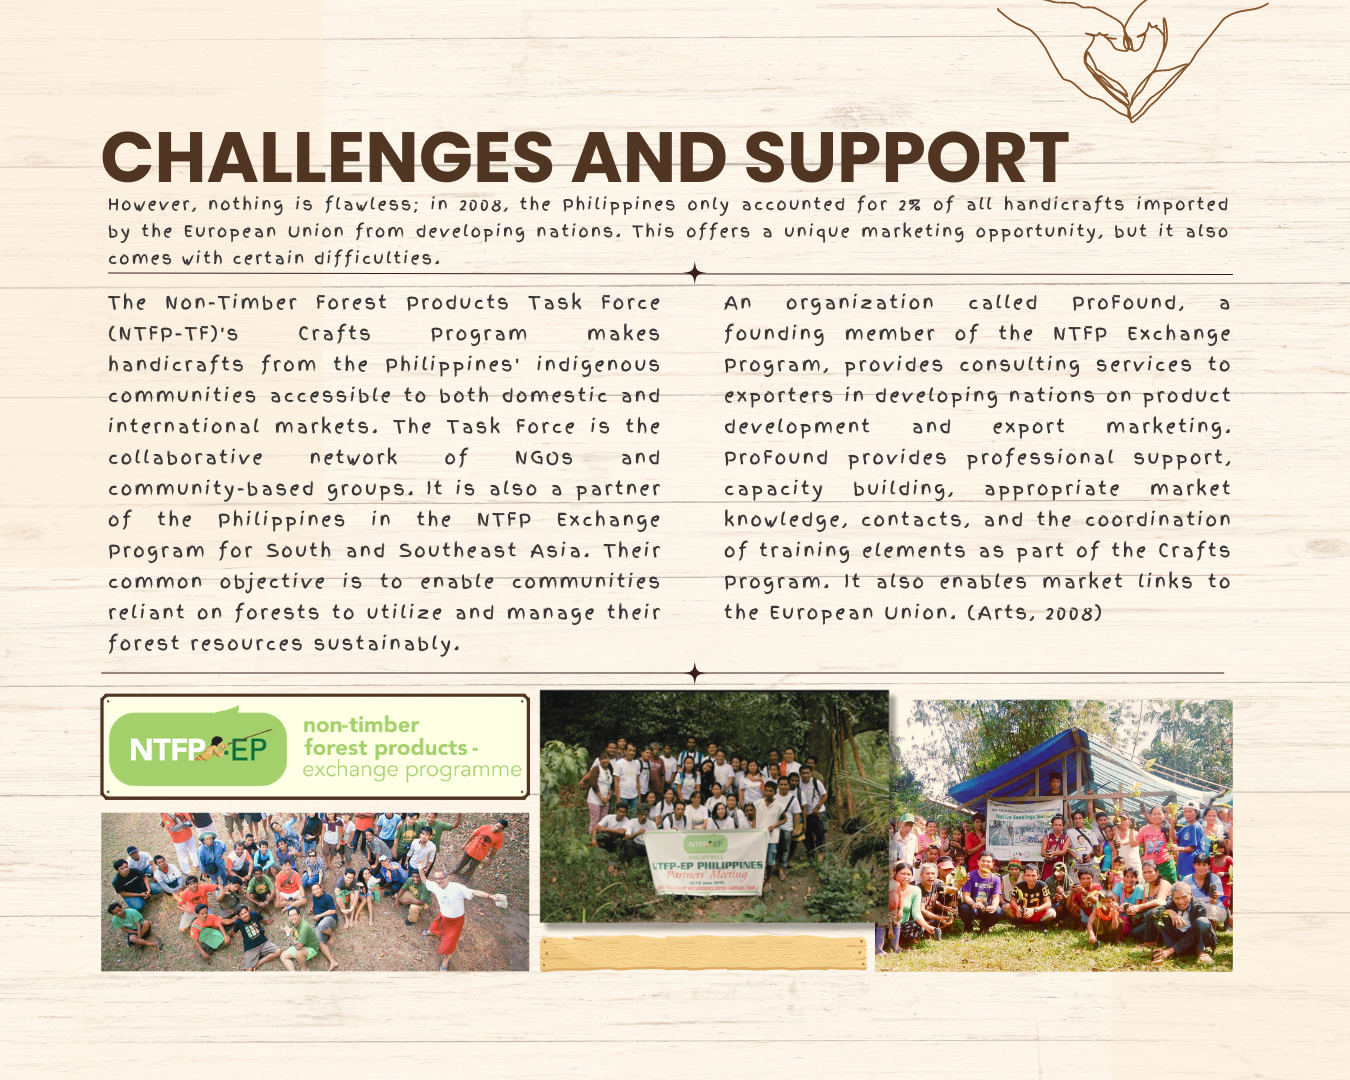 CHALLENGES AND SUPPORT
However, nothing is flawless; in 2008, the Philippines only accounted for 2% of all handicrafts imported
by the European Union from developing nations. This offers a unique marketing opportunity, but it also
comes with certain difficulties.
The Non-Timber Forest Products Task Force
(NTFP-TF)'s Crafts Program makes
handicrafts from the Philippines' indigenous
communities accessible to both domestic and
international markets. The Task Force is the
collaborative network of NGOs and
community-based groups. It is also a partner
of the Philippines in the NTFP Exchange
Program for South and Southeast Asia. Their
common objective is to enable communities
reliant on forests to utilize and manage their
forest resources sustainably.
An organization called ProFound, a
founding member of the NTFP Exchange
Program, provides consulting services to
exporters in developing nations on product
development and export marketing.
ProFound provides professional support,
capacity building, appropriate market
knowledge, contacts, and the coordination
of training elements as part of the Crafts
Program. It also enables market links to
the European Union. (Arts, 2008)
NTFP-EP
non-timber
forest products -
exchange programme
NTFP-EP
PHILIPPINES
NTFP-EP PHILIPPINES
Partners' Meeting
Native Seedlings